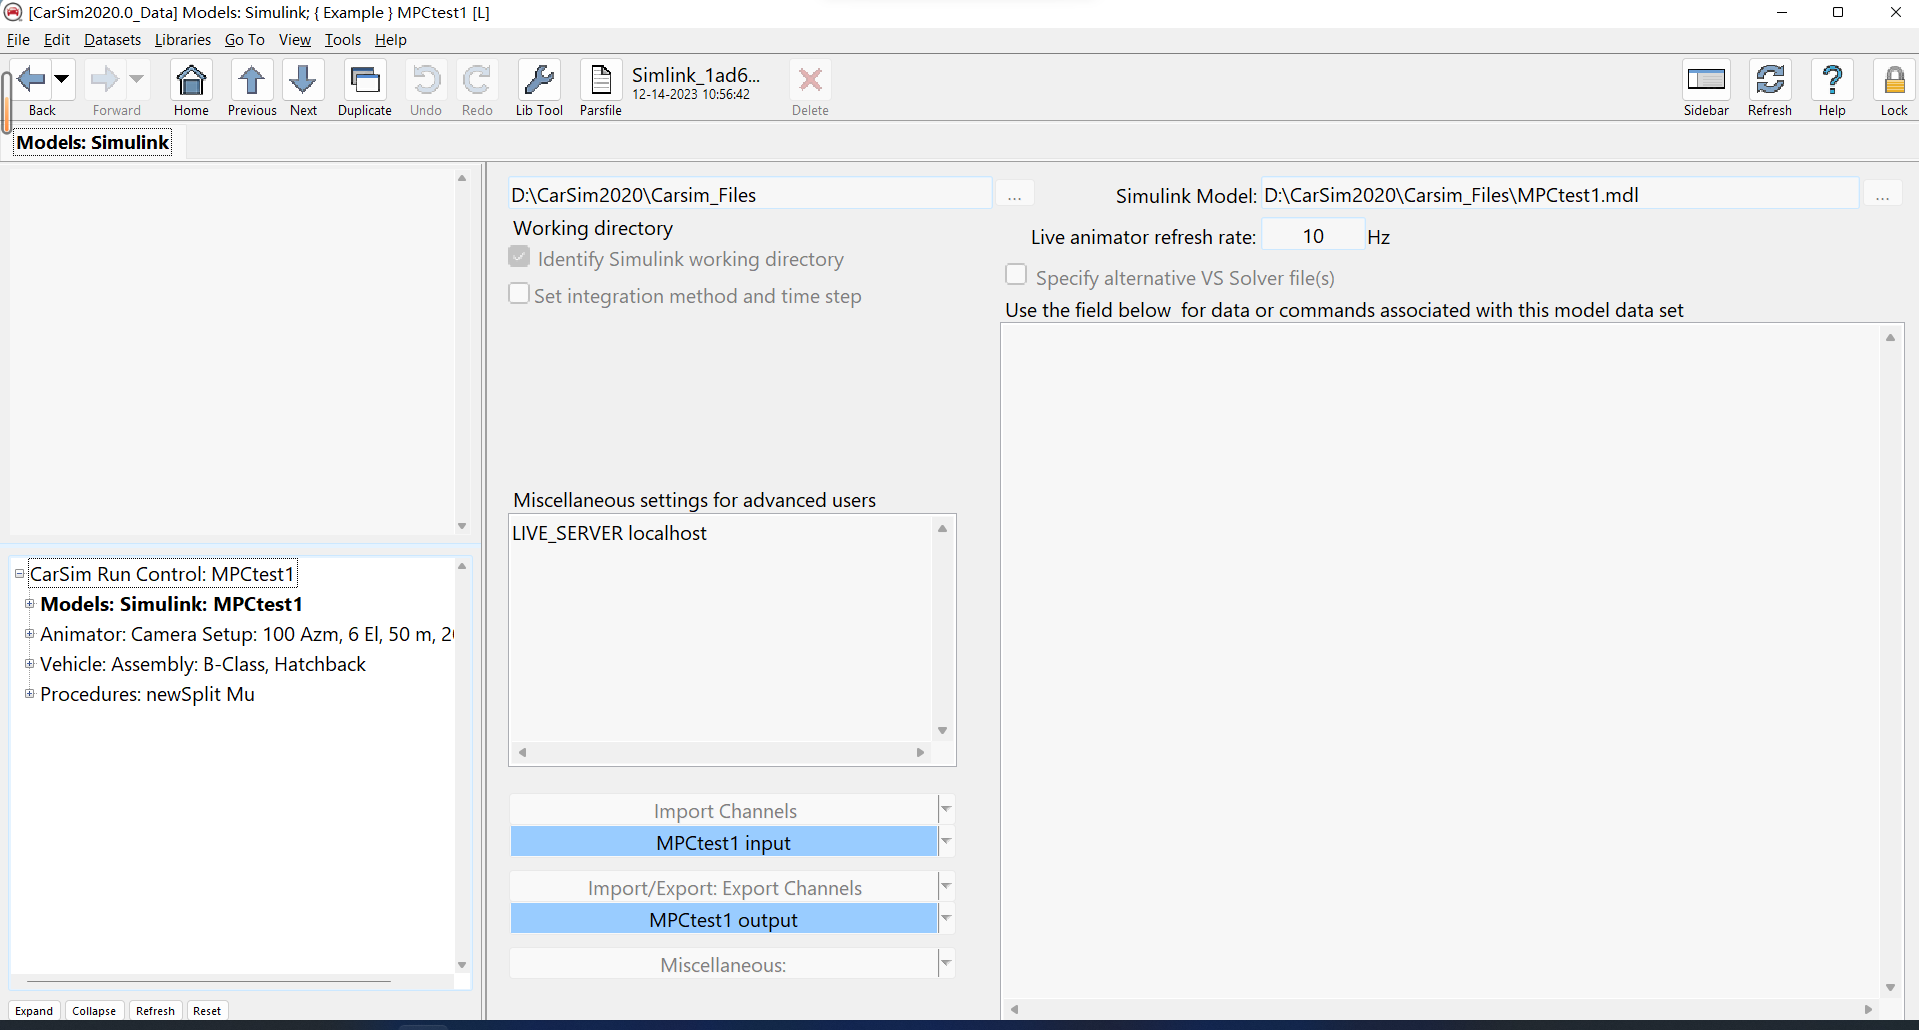 [CarSim2020.0_Data] Models: Simulink; { Example } MPCtest1 [L]
File Edit Datasets Libraries Go To View Tools Help
Simlink_1ad6...
12-14-2023 10:56:42
Back Forward Home Previous Next Duplicate Undo Redo Lib Tool Parsfile Delete Sidebar Refresh Help Lock
Models: Simulink
D:\CarSim2020\Carsim_Files ...
Simulink Model: D:\CarSim2020\Carsim_Files\MPCtest1.mdl ...
Working directory
Live animator refresh rate: 10 Hz
Identify Simulink working directory
Specify alternative VS Solver file(s)
Set integration method and time step
Use the field below for data or commands associated with this model data set
Miscellaneous settings for advanced users
LIVE_SERVER localhost
CarSim Run Control: MPCtest1
Models: Simulink: MPCtest1
Animator: Camera Setup: 100 Azm, 6 El, 50 m,
Vehicle: Assembly: B-Class, Hatchback
Procedures: newSplit Mu
Import Channels
MPCtest1 input
Import/Export: Export Channels
MPCtest1 output
Miscellaneous:
Expand Collapse Refresh Reset